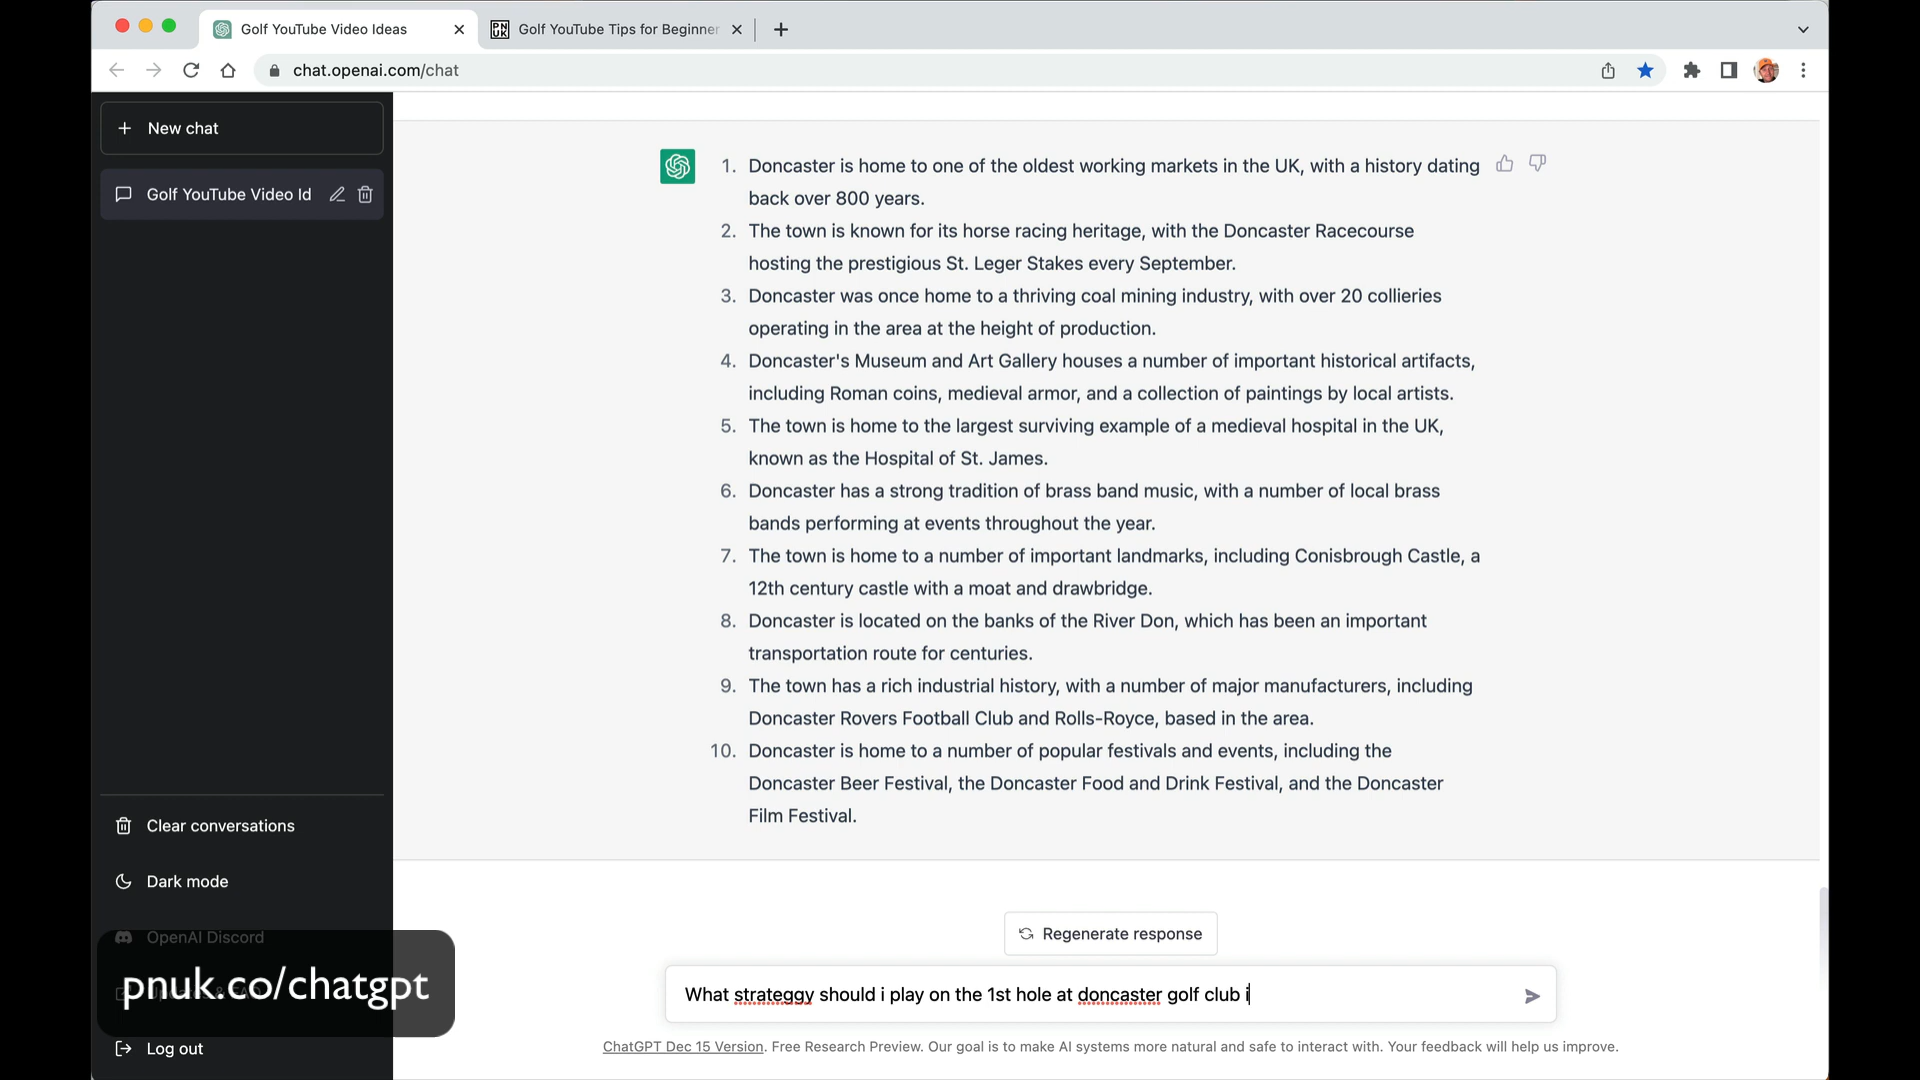 Golf YouTube Video Ideas
Golf YouTube Tips for Beginner
chat.openai.com/chat
New chat
Golf YouTube Video Id
1. Doncaster is home to one of the oldest working markets in the UK, with a history dating
back over 800 years.
2. The town is known for its horse racing heritage, with the Doncaster Racecourse
hosting the prestigious St. Leger Stakes every September.
3. Doncaster was once home to a thriving coal mining industry, with over 20 collieries
operating in the area at the height of production.
4. Doncaster's Museum and Art Gallery houses a number of important historical artifacts,
including Roman coins, medieval armor, and a collection of paintings by local artists.
5. The town is home to the largest surviving example of a medieval hospital in the UK,
known as the Hospital of St. James.
6. Doncaster has a strong tradition of brass band music, with a number of local brass
bands performing at events throughout the year.
7. The town is home to a number of important landmarks, including Conisbrough Castle, a
12th century castle with a moat and drawbridge.
8. Doncaster is located on the banks of the River Don, which has been an important
transportation route for centuries.
9. The town has a rich industrial history, with a number of major manufacturers, including
Doncaster Rovers Football Club and Rolls-Royce, based in the area.
10. Doncaster is home to a number of popular festivals and events, including the
Doncaster Beer Festival, the Doncaster Food and Drink Festival, and the Doncaster
Film Festival.
Clear conversations
Dark mode
OpenAI Discord
pnuk.co/chatgpt
Log out
Regenerate response
What strateggy should i play on the 1st hole at doncaster golf club i
ChatGPT Dec 15 Version. Free Research Preview. Our goal is to make AI systems more natural and safe to interact with. Your feedback will help us improve.